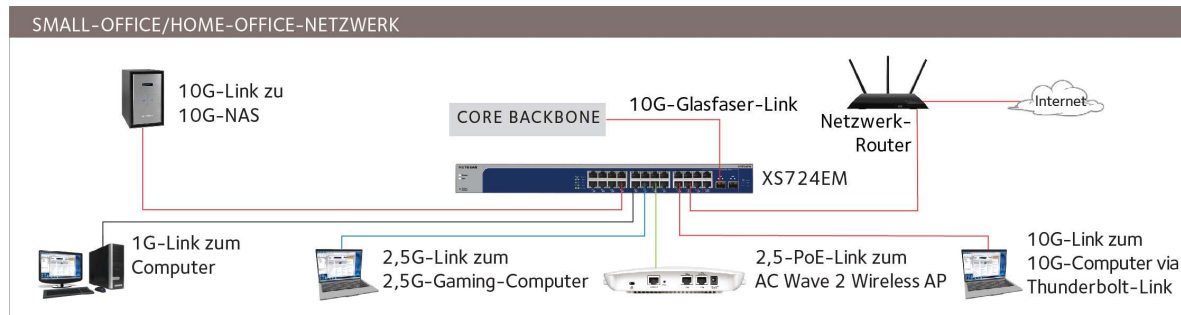 SMALL-OFFICE/HOME-OFFICE-NETZWERK
10G-Link zu
10G-NAS
CORE BACKBONE
10G-Glasfaser-Link
Netzwerk-
Router
Internet
XS724EM
1G-Link zum
Computer
2,5G-Link zum
2,5G-Gaming-Computer
2,5-PoE-Link zum
AC Wave 2 Wireless AP
10G-Link zum
10G-Computer via
Thunderbolt-Link